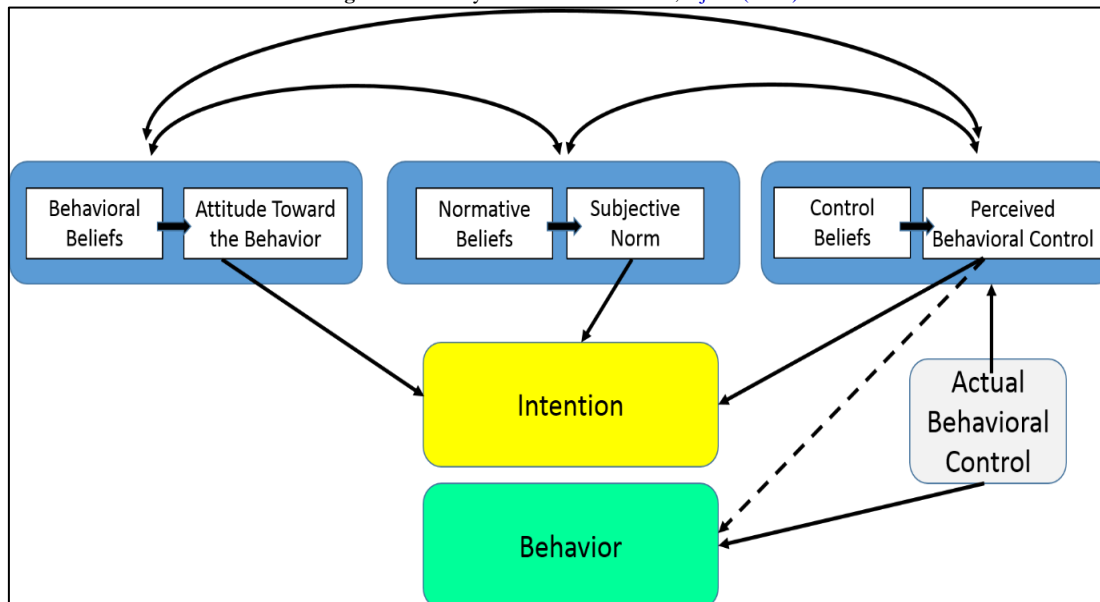 Behavioral
Beliefs
Attitude Toward
the Behavior
Normative
Beliefs
Subjective
Norm
Control
Beliefs
Perceived
Behavioral Control
Intention
Actual
Behavioral
Control
Behavior